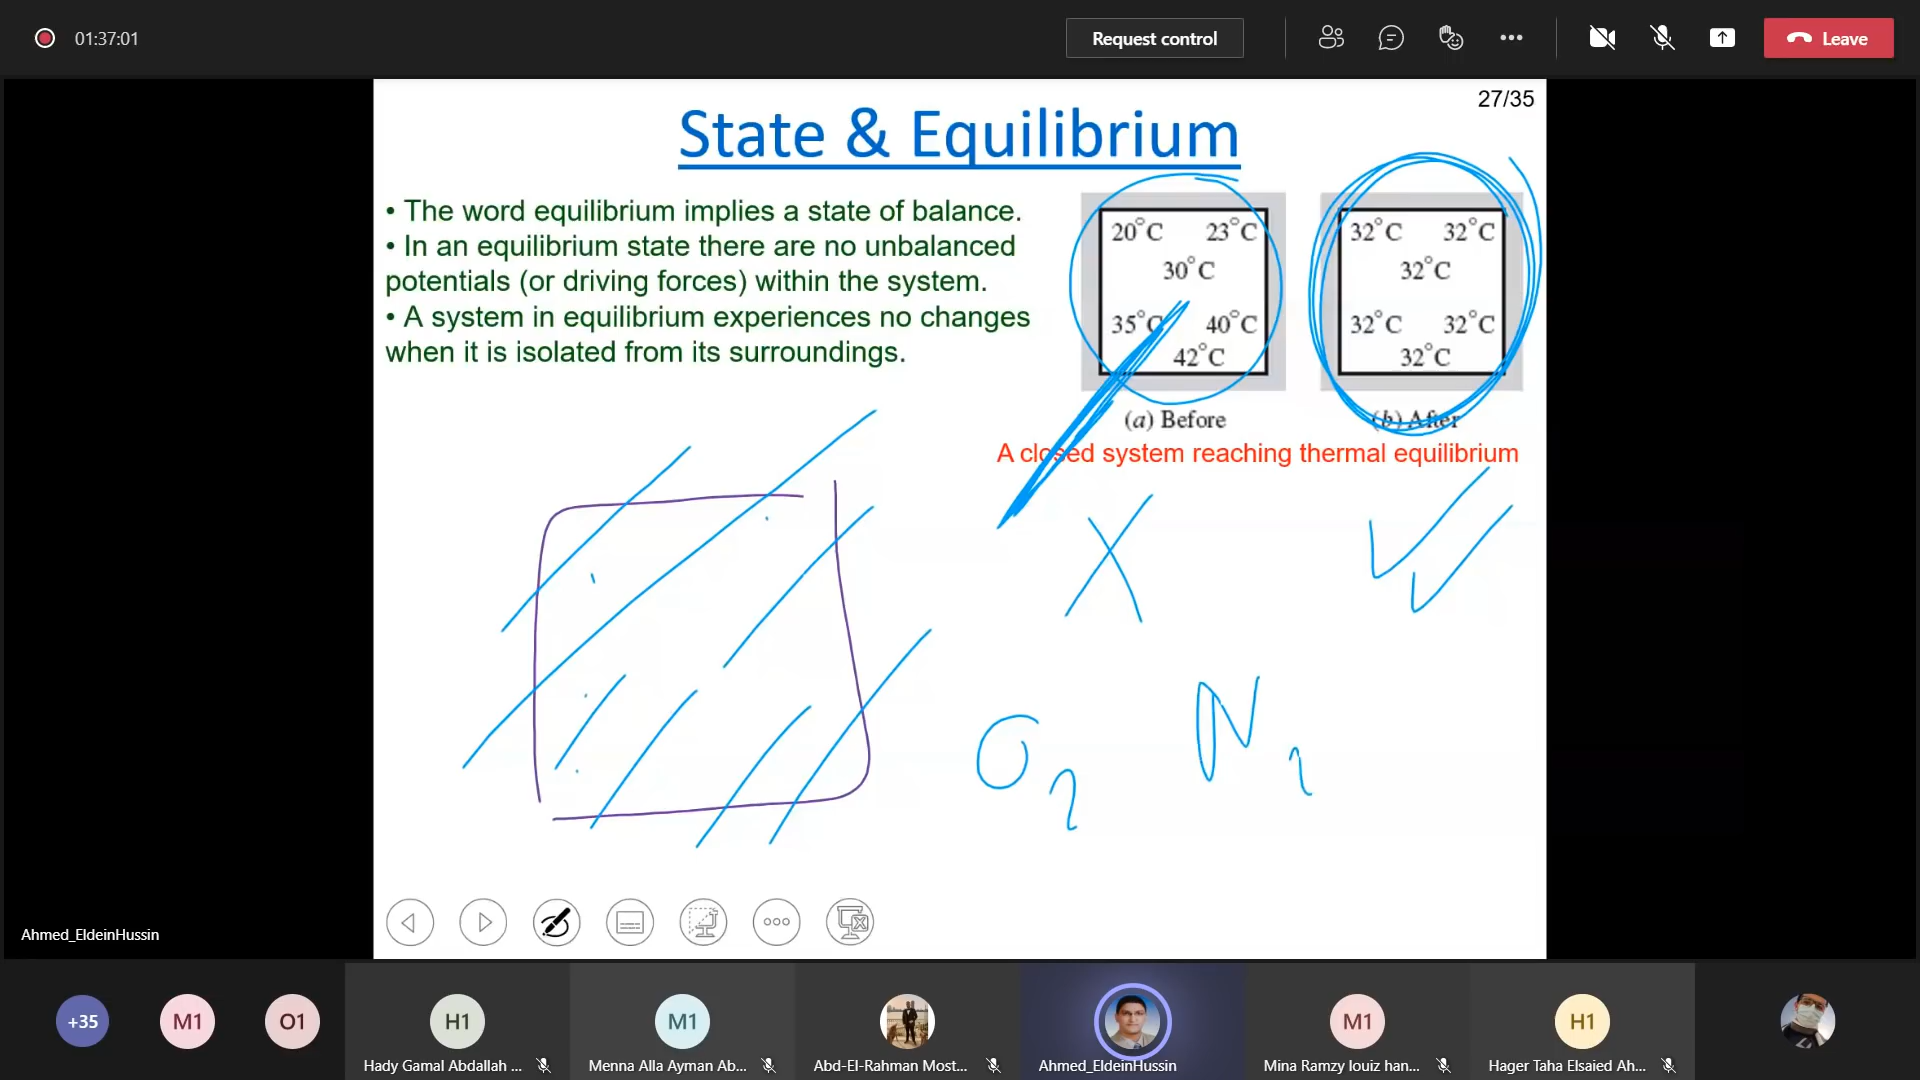 01:37:01
Request control
Leave
27/35
State & Equilibrium
• The word equilibrium implies a state of balance.
• In an equilibrium state there are no unbalanced
potentials (or driving forces) within the system.
• A system in equilibrium experiences no changes
when it is isolated from its surroundings.
20°C 23°C
30°C
35°C 40°C
42°C
(a) Before
32°C 32°C
32°C
32°C 32°C
32°C
(b) After
A closed system reaching thermal equilibrium
X
O2 N2
Ahmed_EldeinHussin
+35
M1
O1
H1
Hady Gamal Abdallah ...
M1
Menna Alla Ayman Ab...
Abd-El-Rahman Most...
Ahmed_EldeinHussin
M1
Mina Ramzy louiz han...
H1
Hager Taha Elsaied Ah...